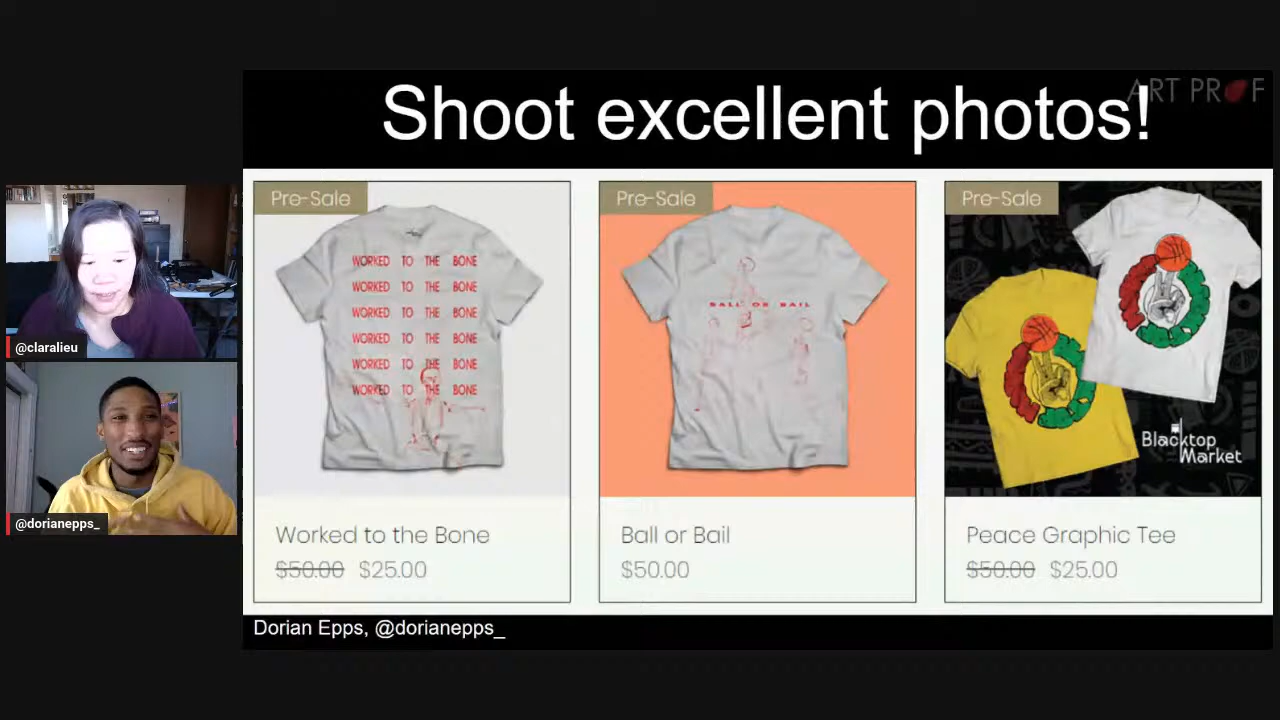 Shoot excellent photos!
ART PROF
Pre-Sale
WORKED TO THE BONE
WORKED TO THE BONE
WORKED TO THE BONE
WORKED TO THE BONE
WORKED TO THE BONE
WORKED TO THE BONE
Worked to the Bone
$50.00 $25.00
Pre-Sale
BALL OR BAIL
Ball or Bail
$50.00
Pre-Sale
Blacktop
Market
Peace Graphic Tee
$50.00 $25.00
@claralieu
@dorianepps_
Dorian Epps, @dorianepps_